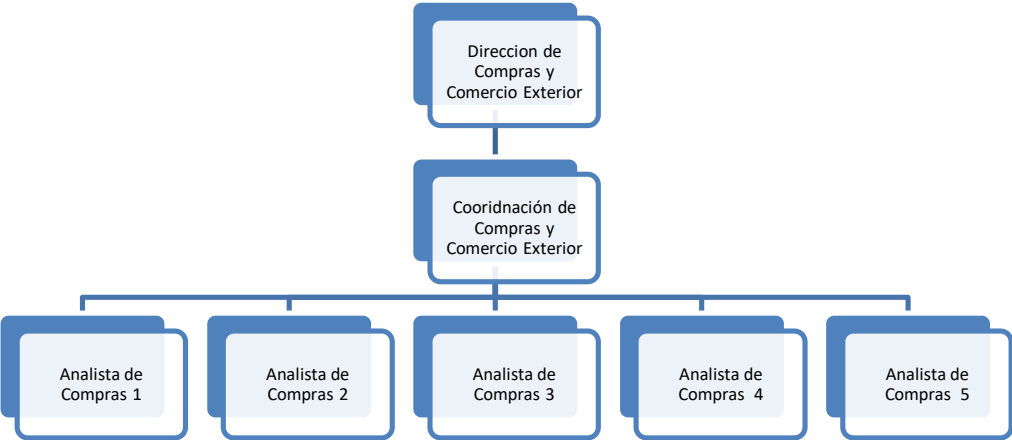 Direccion de
Compras y
Comercio Exterior
Cooridnación de
Compras y
Comercio Exterior
Analista de
Compras 1
Analista de
Compras 2
Analista de
Compras 3
Analista de
Compras 4
Analista de
Compras 5